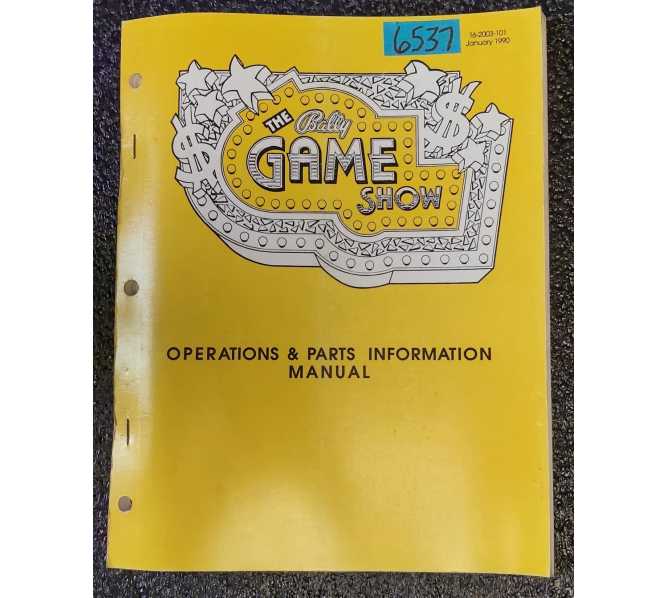 6537
16-2003-101
January 1990
THE Bally
GAME
SHOW
OPERATIONS & PARTS INFORMATION
MANUAL